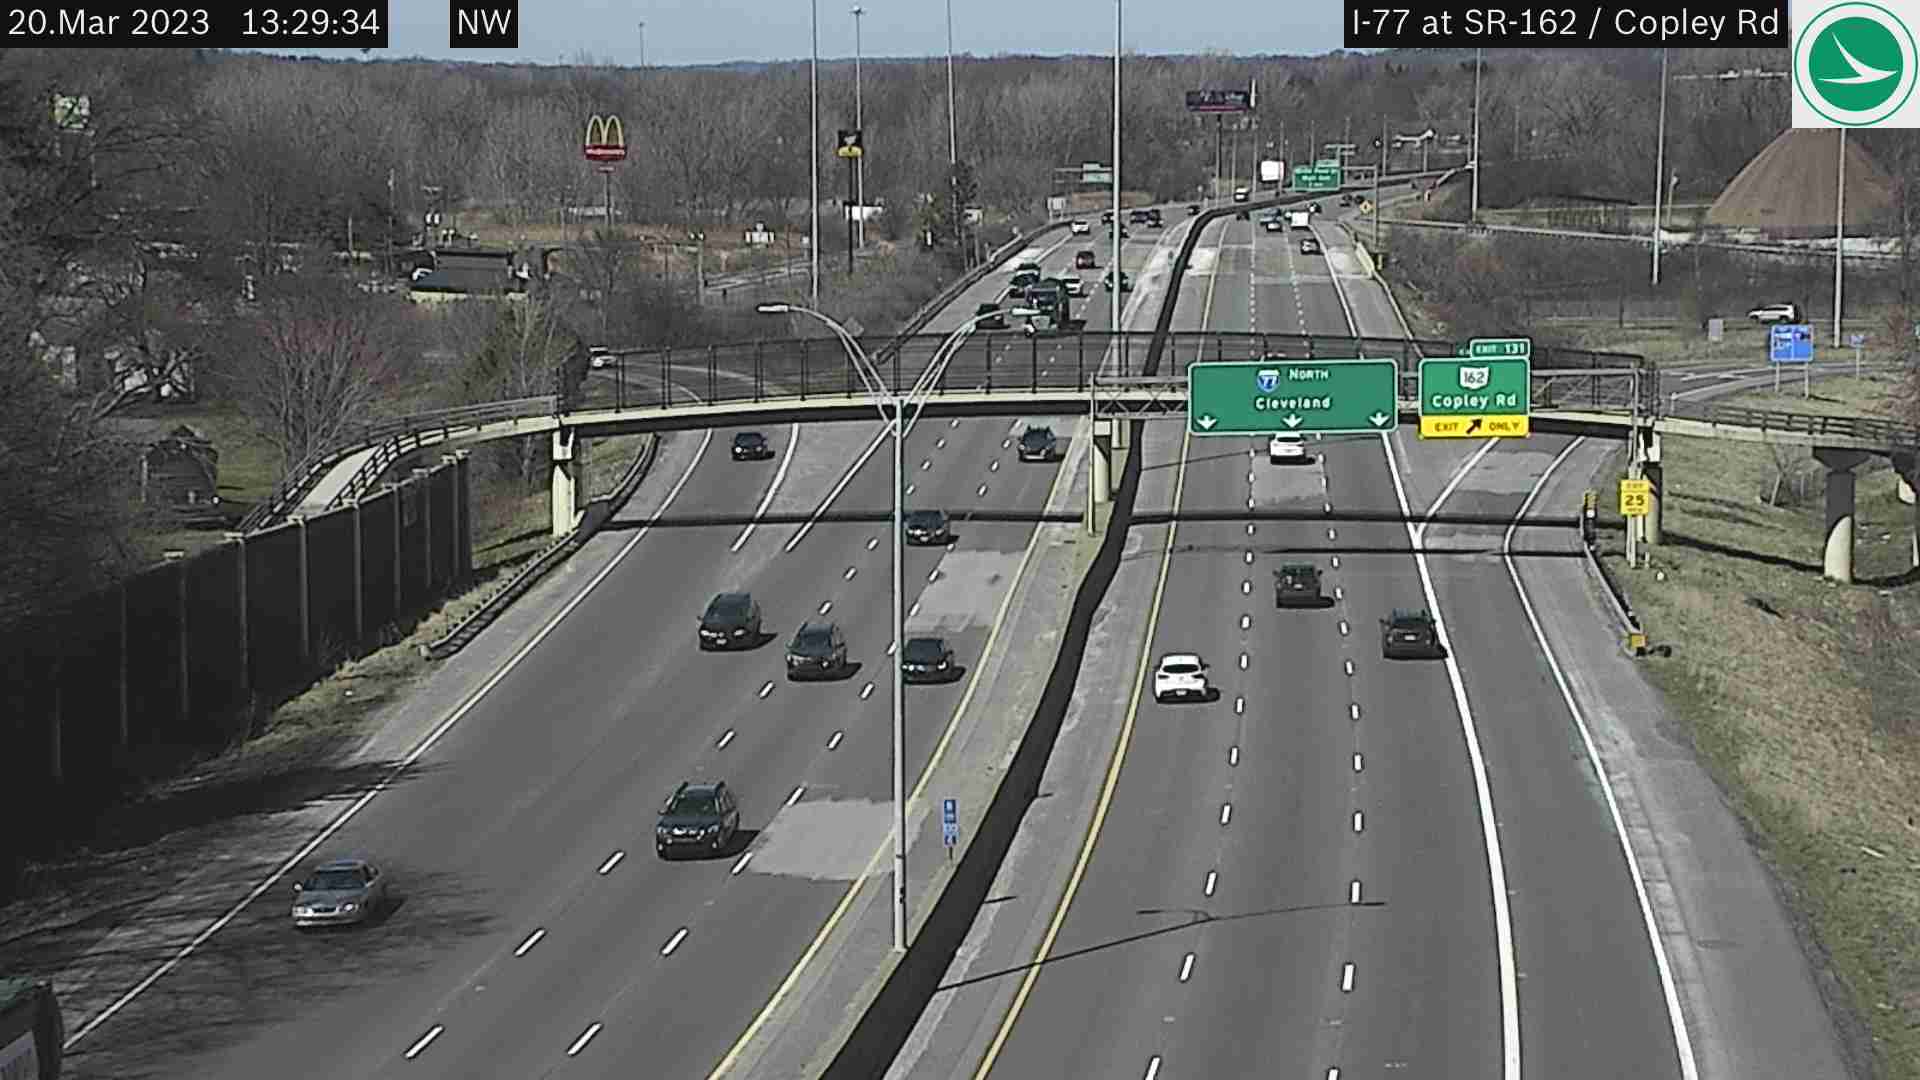 20.Mar 2023 13:29:34
NW
I-77 at SR-162 / Copley Rd
McDonald's
EXIT 131
77 NORTH
Cleveland
162
Copley Rd
EXIT ONLY
25